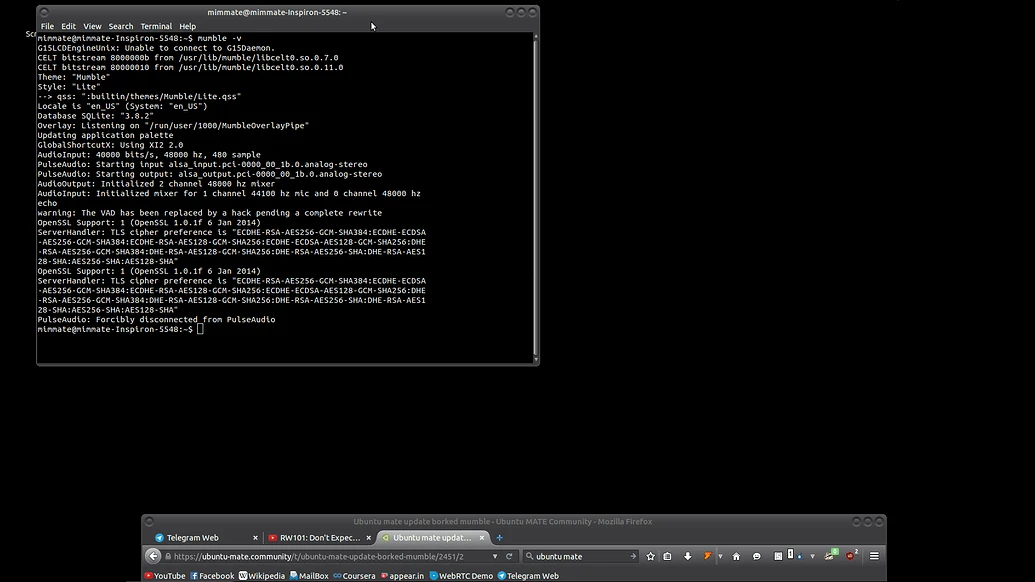 mimmate@mimmate-Inspiron-5548: ~
File Edit View Search Terminal Help
Scr
mimmate@mimmate-Inspiron-5548:~$ mumble -v
G15LCDEngineUnix: Unable to connect to G15Daemon.
CELT bitstream 8000000b from /usr/lib/mumble/libcelt0.so.0.7.0
CELT bitstream 80000010 from /usr/lib/mumble/libcelt0.so.0.11.0
Theme: "Mumble"
Style: "Lite"
--> qss: ":builtin/themes/Mumble/Lite.qss"
Locale is "en_US" (System: "en_US")
Database SQLite: "3.8.2"
Overlay: Listening on "/run/user/1000/MumbleOverlayPipe"
Updating application palette
GlobalShortcutX: Using XI2 2.0
AudioInput: 40000 bits/s, 48000 hz, 480 sample
PulseAudio: Starting input alsa_input.pci-0000_00_1b.0.analog-stereo
PulseAudio: Starting output: alsa_output.pci-0000_00_1b.0.analog-stereo
AudioOutput: Initialized 2 channel 48000 hz mixer
AudioInput: Initialized mixer for 1 channel 44100 hz mic and 0 channel 48000 hz
echo
warning: The VAD has been replaced by a hack pending a complete rewrite
OpenSSL Support: 1 (OpenSSL 1.0.1f 6 Jan 2014)
ServerHandler: TLS cipher preference is "ECDHE-RSA-AES256-GCM-SHA384:ECDHE-ECDSA
-AES256-GCM-SHA384:ECDHE-RSA-AES128-GCM-SHA256:ECDHE-ECDSA-AES128-GCM-SHA256:DHE
-RSA-AES256-GCM-SHA384:DHE-RSA-AES128-GCM-SHA256:DHE-RSA-AES256-SHA:DHE-RSA-AES1
28-SHA:AES256-SHA:AES128-SHA"
OpenSSL Support: 1 (OpenSSL 1.0.1f 6 Jan 2014)
ServerHandler: TLS cipher preference is "ECDHE-RSA-AES256-GCM-SHA384:ECDHE-ECDSA
-AES256-GCM-SHA384:ECDHE-RSA-AES128-GCM-SHA256:ECDHE-ECDSA-AES128-GCM-SHA256:DHE
-RSA-AES256-GCM-SHA384:DHE-RSA-AES128-GCM-SHA256:DHE-RSA-AES256-SHA:DHE-RSA-AES1
28-SHA:AES256-SHA:AES128-SHA"
PulseAudio: Forcibly disconnected from PulseAudio
mimmate@mimmate-Inspiron-5548:~$
Ubuntu mate update borked mumble - Ubuntu MATE Community - Mozilla Firefox
Telegram Web RW101: Don't Expec... Ubuntu mate updat...
https://ubuntu-mate.community/t/ubuntu-mate-update-borked-mumble/2451/2 ubuntu mate 1 0 2
YouTube Facebook Wikipedia MailBox Coursera appear.in WebRTC Demo Telegram Web